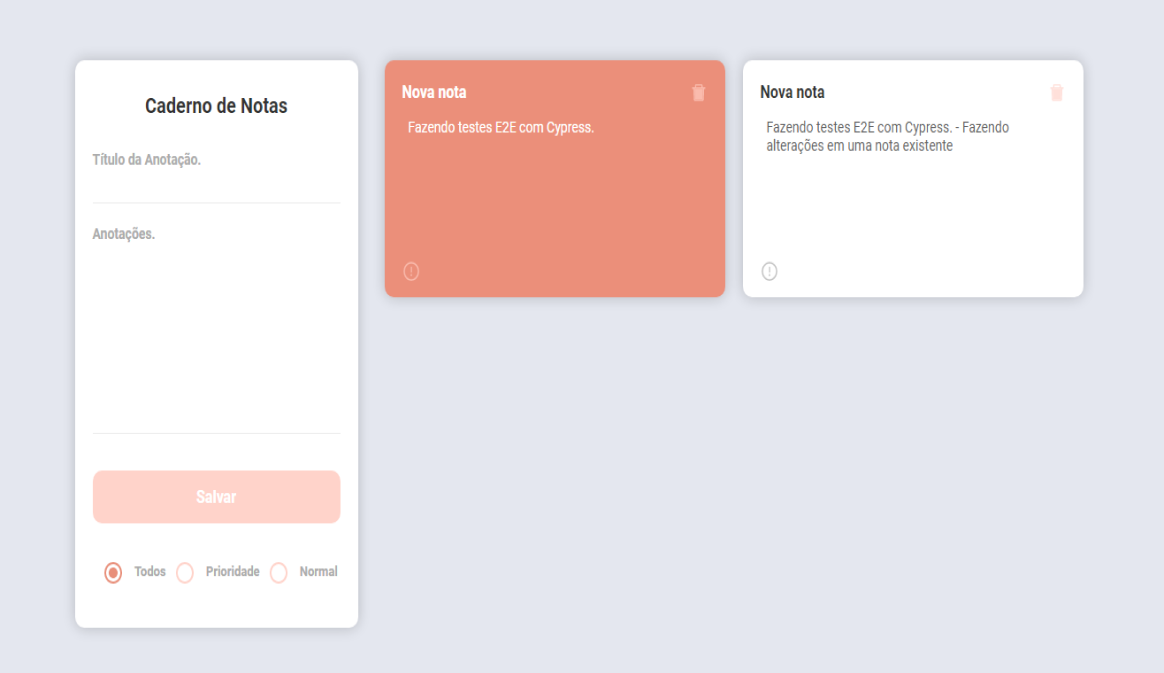 Caderno de Notas
Título da Anotação.
Anotações.
Salvar
Todos
Prioridade
Normal
Nova nota
Fazendo testes E2E com Cypress.
Nova nota
Fazendo testes E2E com Cypress. - Fazendo
alterações em uma nota existente